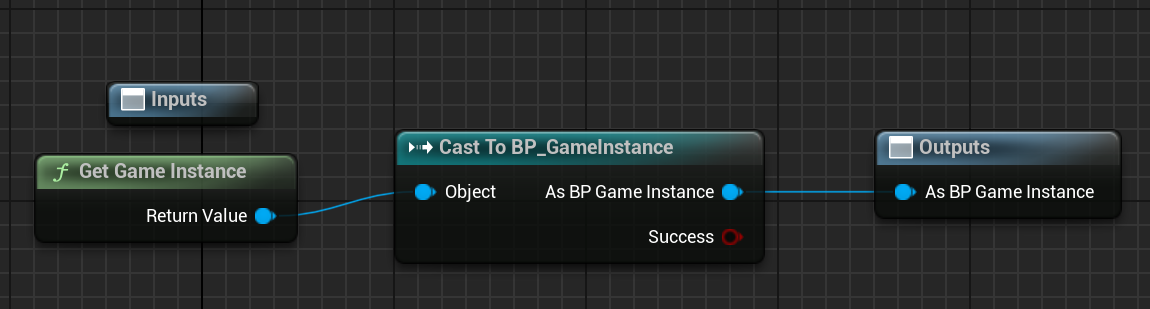 Inputs
Get Game Instance
Return Value
Cast To BP_GameInstance
Object
As BP Game Instance
Success
Outputs
As BP Game Instance